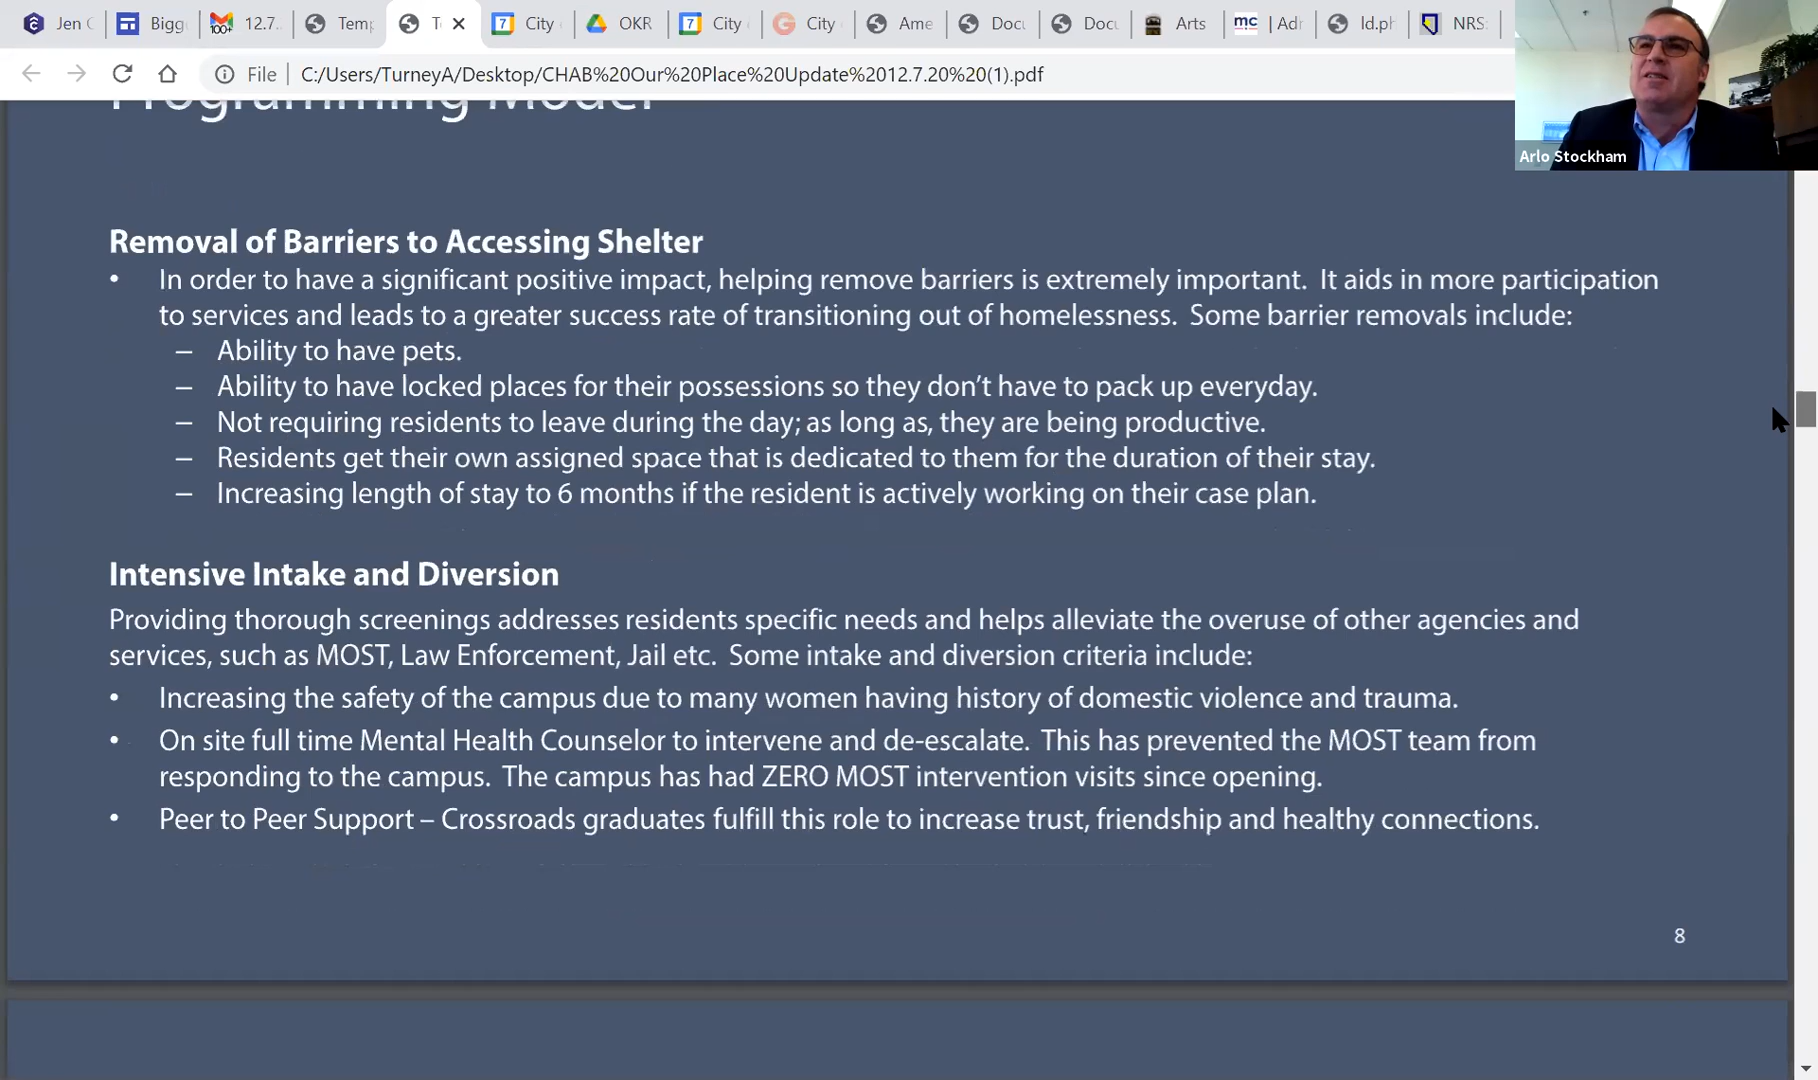 Jen
Bigg
100+
12.7.
Temp
T
7
City
OKR
7
City
City
Ame
Docu
Docu
Arts
mc
| Adr
ld.ph
NRS:
File
C:/Users/TurneyA/Desktop/CHAB%20Our%20Place%20Update%2012.7.20%20(1).pdf
Arlo Stockham
Programming Model
Removal of Barriers to Accessing Shelter
• In order to have a significant positive impact, helping remove barriers is extremely important. It aids in more participation
to services and leads to a greater success rate of transitioning out of homelessness. Some barrier removals include:
– Ability to have pets.
– Ability to have locked places for their possessions so they don't have to pack up everyday.
– Not requiring residents to leave during the day; as long as, they are being productive.
– Residents get their own assigned space that is dedicated to them for the duration of their stay.
– Increasing length of stay to 6 months if the resident is actively working on their case plan.
Intensive Intake and Diversion
Providing thorough screenings addresses residents specific needs and helps alleviate the overuse of other agencies and
services, such as MOST, Law Enforcement, Jail etc. Some intake and diversion criteria include:
• Increasing the safety of the campus due to many women having history of domestic violence and trauma.
• On site full time Mental Health Counselor to intervene and de-escalate. This has prevented the MOST team from
responding to the campus. The campus has had ZERO MOST intervention visits since opening.
• Peer to Peer Support – Crossroads graduates fulfill this role to increase trust, friendship and healthy connections.
8